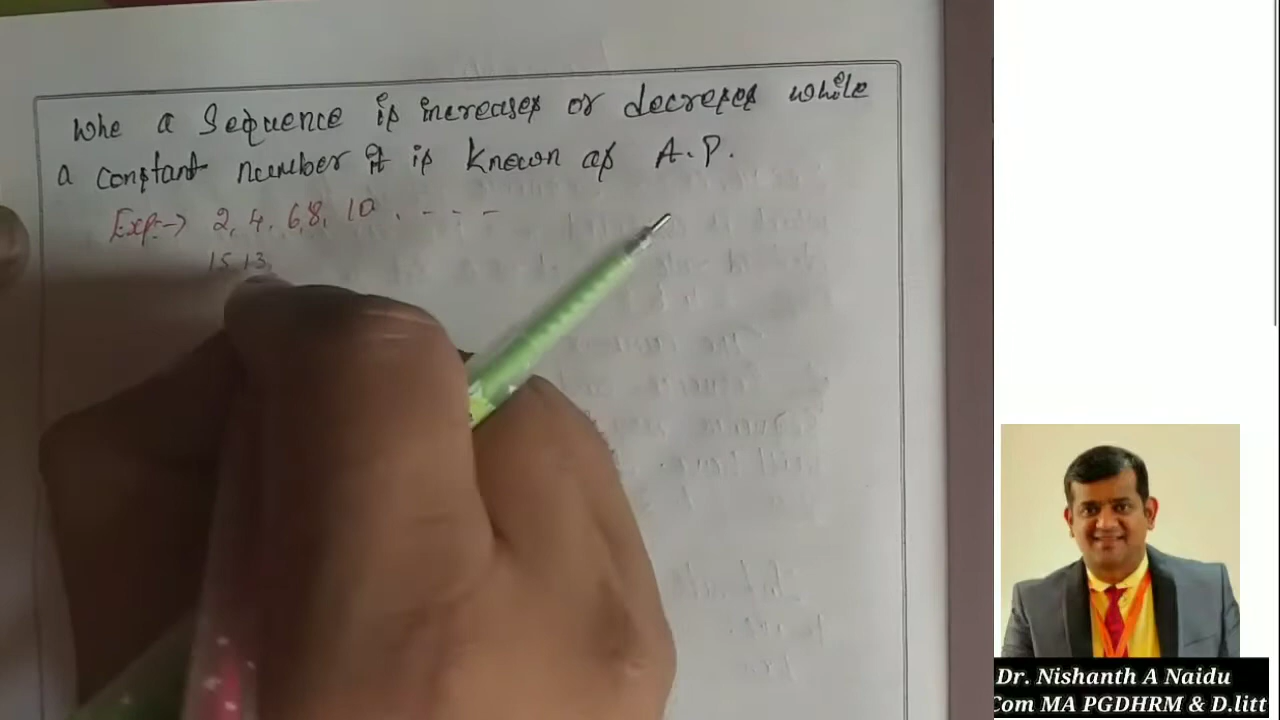 Whe a Sequence is increases or decreses while
a constant number it is known as A.P.
Exp:-> 2, 4, 6, 8, 10, - - - -
15, 13,
Dr. Nishanth A Naidu
Com MA PGDHRM & D.litt